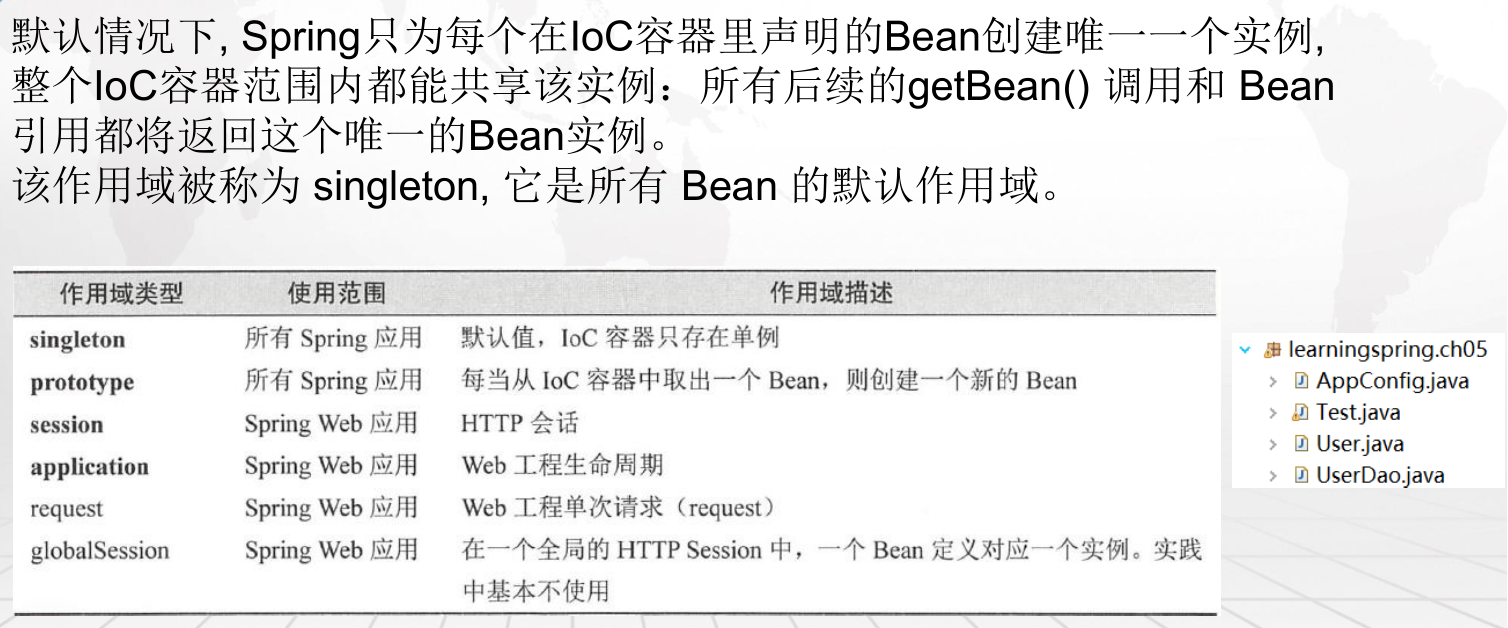 默认情况下, Spring只为每个在IoC容器里声明的Bean创建唯一一个实例,
整个IoC容器范围内都能共享该实例：所有后续的getBean() 调用和 Bean
引用都将返回这个唯一的Bean实例。
该作用域被称为 singleton, 它是所有 Bean 的默认作用域。
作用域类型 使用范围 作用域描述
singleton 所有 Spring 应用 默认值，IoC 容器只存在单例
prototype 所有 Spring 应用 每当从 IoC 容器中取出一个 Bean，则创建一个新的 Bean
session Spring Web 应用 HTTP 会话
application Spring Web 应用 Web 工程生命周期
request Spring Web 应用 Web 工程单次请求（request）
globalSession Spring Web 应用 在一个全局的 HTTP Session 中，一个 Bean 定义对应一个实例。实践
中基本不使用
learningspring.ch05
AppConfig.java
Test.java
User.java
UserDao.java